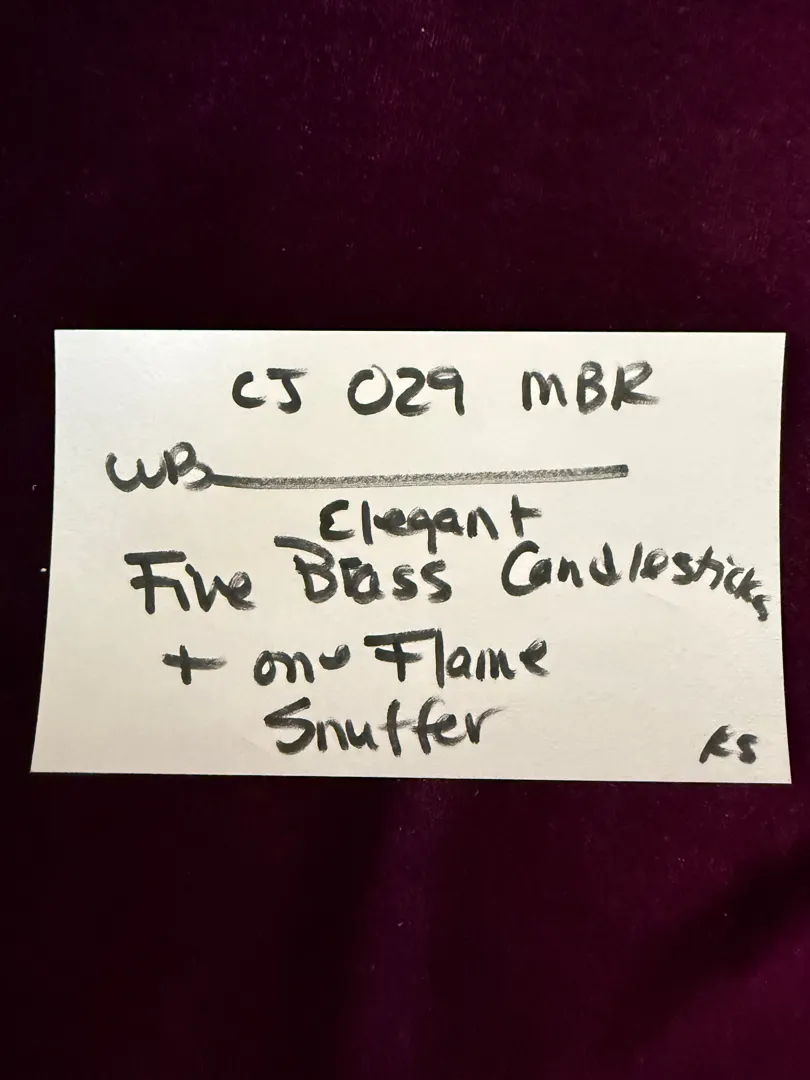 CJ 029 MBR
WB
Elegant
Five Brass Candlesticks
+ one Flame
Snuffer
KS